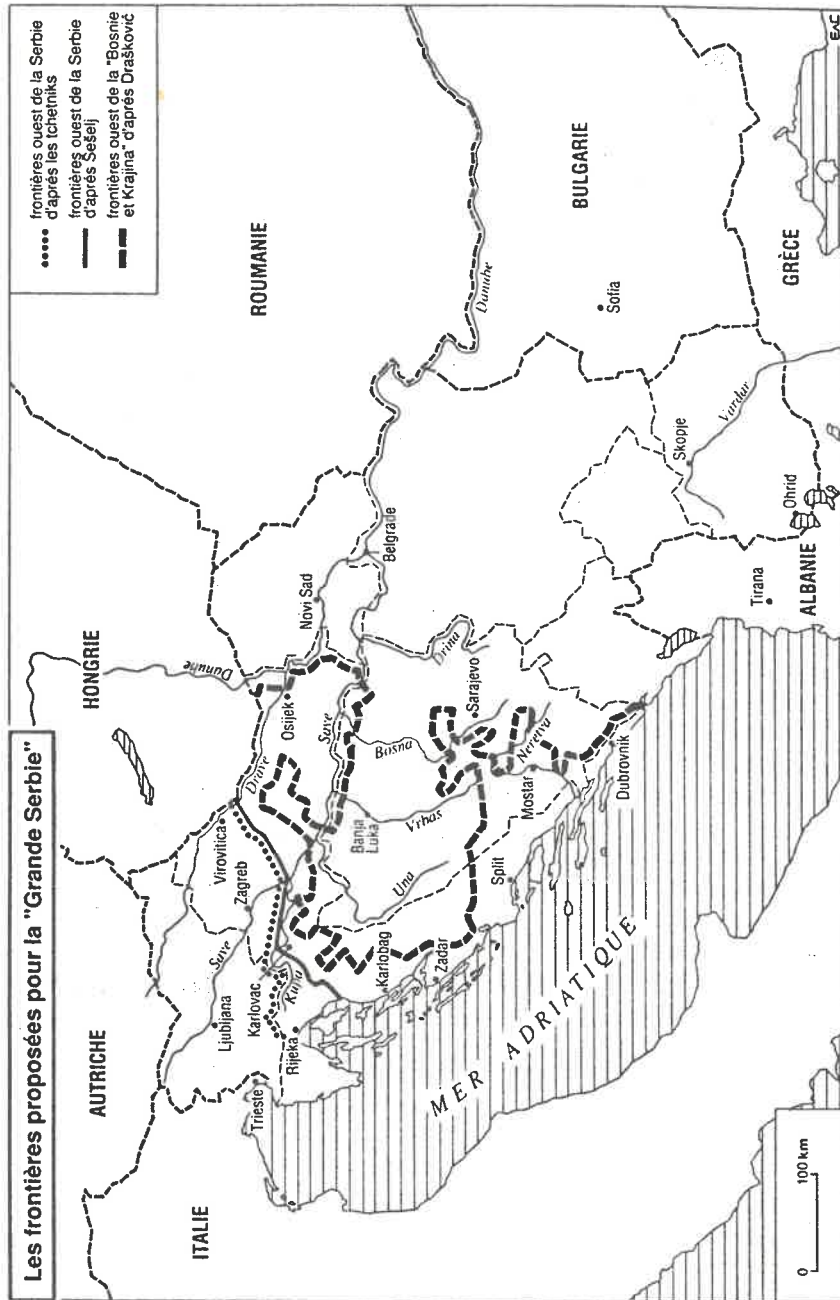 Les frontières proposées pour la "Grande Serbie"
frontières ouest de la Serbie
d'après les tchetniks
frontières ouest de la Serbie
d'aprés Šešelj
frontières ouest de la "Bosnie
et Krajina" d'aprés Drašković
AUTRICHE
HONGRIE
ROUMANIE
ITALIE
BULGARIE
GRÈCE
ALBANIE
MER ADRIATIQUE
Ljubijana
Zagreb
Virovitica
Trieste
Rijeka
Karlovac
Karlobag
Zadar
Split
Banja
Luka
Osijek
Novi Sad
Belgrade
Sarajevo
Mostar
Dubrovnik
Sofia
Skopje
Ohrid
Tirana
Save
Kupa
Drave
Danube
Save
Una
Vrbas
Bosna
Drina
Neretva
Danube
Vardar
0
100 km